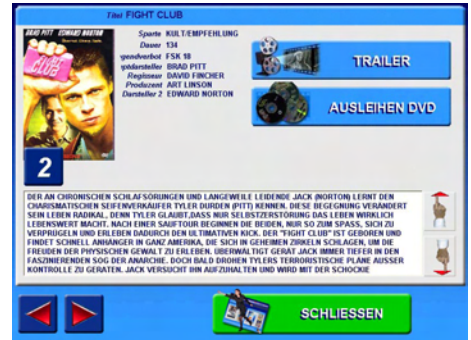 Titel FIGHT CLUB
BRAD PITT EDWARD NORTON
Sparte KULT/EMPFEHLUNG
Dauer 134
gendverbot FSK 18
ptdarsteller BRAD PITT
Regisseur DAVID FINCHER
Produzent ART LINSON
Darsteller 2 EDWARD NORTON
CLUB
2
TRAILER
AUSLEIHEN DVD
DER AN CHRONISCHEN SCHLAFSÖRUNGEN UND LANGEWEILE LEIDENDE JACK (NORTON) LERNT DEN
CHARISMATISCHEN SEIFENVERKÄUFER TYLER DURDEN (PITT) KENNEN. DIESE BEGEGNUNG VERÄNDERT
SEIN LEBEN RADIKAL, DENN TYLER GLAUBT,DASS NUR SELBSTZERSTÖRUNG DAS LEBEN WIRKLICH
LEBENSWERT MACHT. NACH EINER SAUFTOUR BEGINNEN DIE BEIDEN, NUR SO ZUM SPASS, SICH ZU
VERPRÜGELN UND ERLEBEN DADURCH DEN ULTIMATIVEN KICK. DER "FIGHT CLUB" IST GEBOREN UND
FINDET SCHNELL ANHÄNGER IN GANZ AMERIKA, DIE SICH IN GEHEIMEN ZIRKELN SCHLAGEN, UM DIE
FREUDEN DER PHYSISCHEN GEWALT ZU ERLEBEN. ÜBERWÄLTIGT GERÄT JACK IMMER TIEFER IN DEN
FASZINIERENDEN SOG DER ANARCHIE. DOCH BALD DROHEN TYLERS TERRORISTISCHE PLÄNE AUSSER
KONTROLLE ZU GERATEN. JACK VERSUCHT IHN AUFZUHALTEN UND WIRD MIT DER SCHOCKIE
SCHLIESSEN